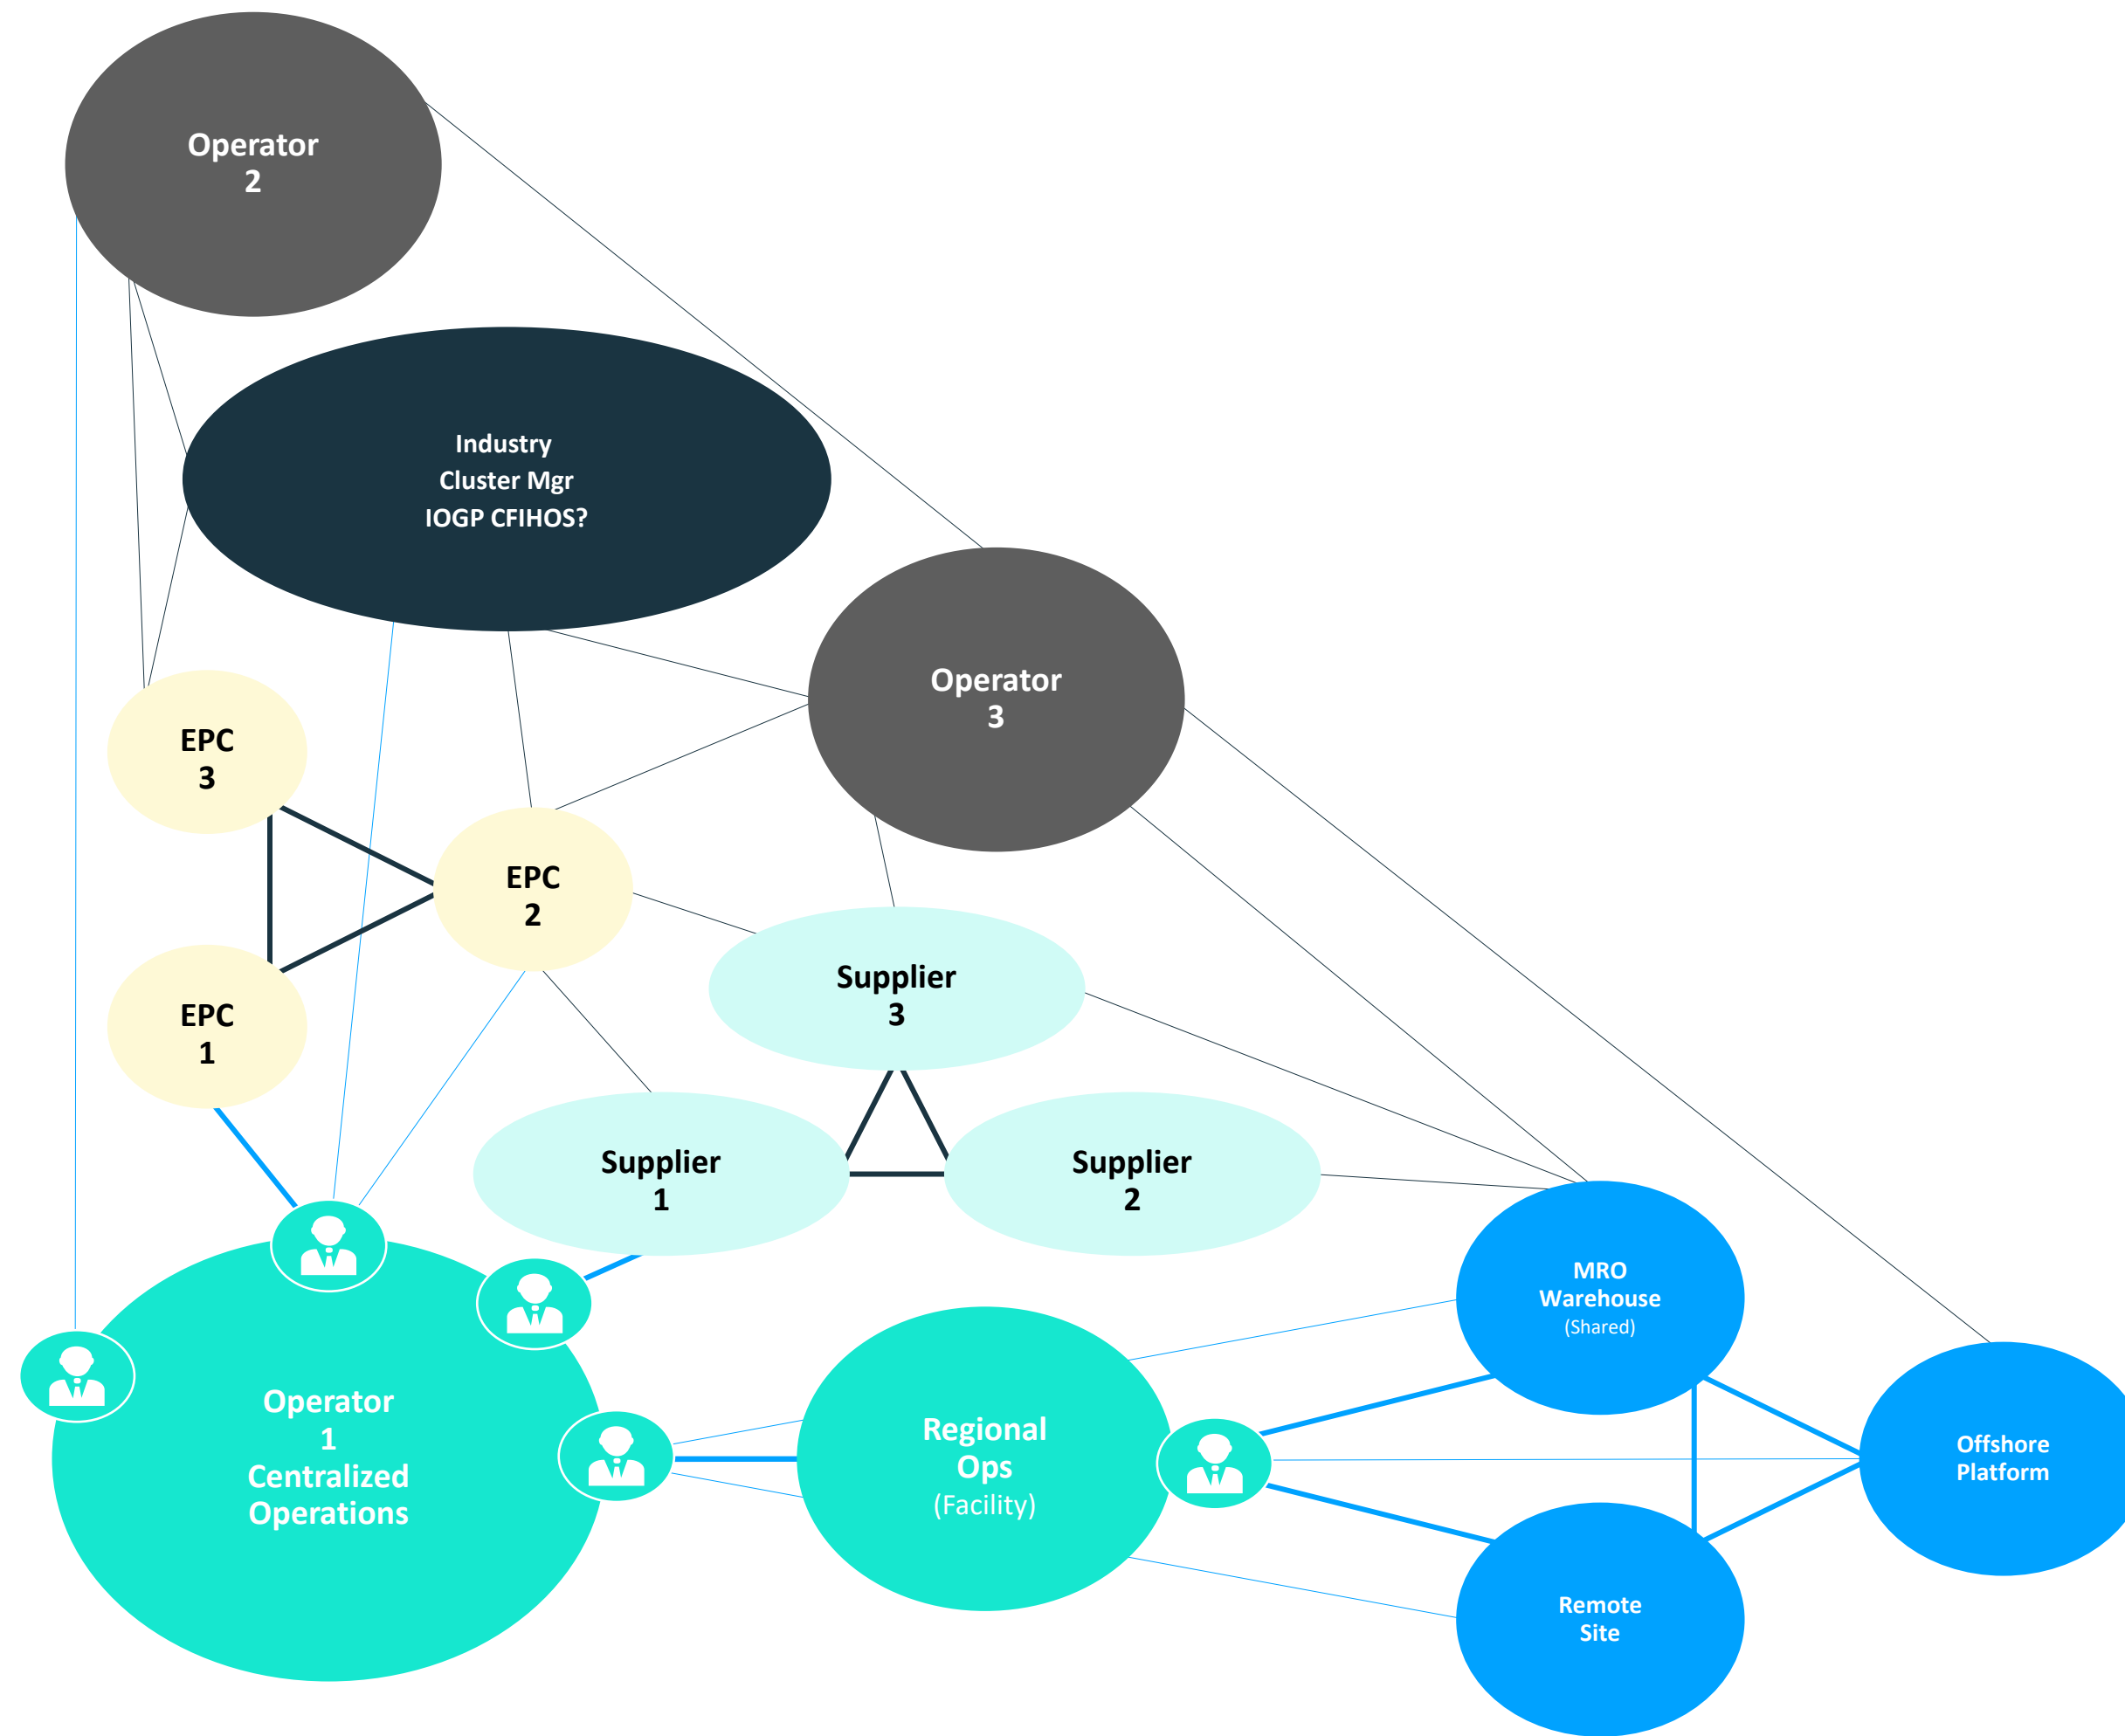 Operator
2
Industry
Cluster Mgr
IOGP CFIHOS?
Operator
3
EPC
3
EPC
2
Supplier
3
EPC
1
Supplier
1
Supplier
2
MRO
Warehouse
(Shared)
Operator
1
Centralized
Operations
Regional
Ops
(Facility)
Offshore
Platform
Remote
Site